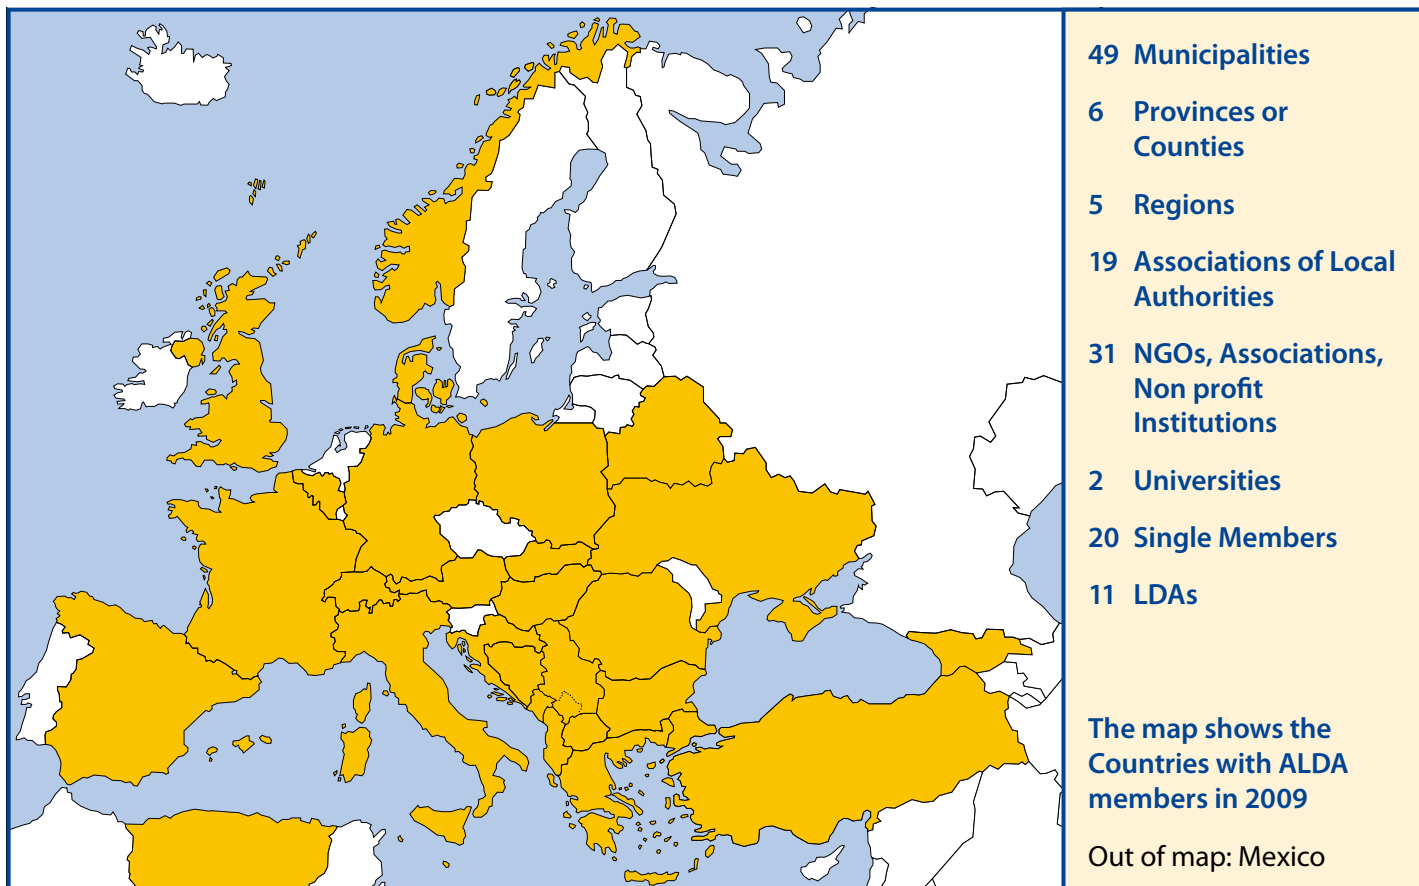 49 Municipalities
6 Provinces or
Counties
5 Regions
19 Associations of Local
Authorities
31 NGOs, Associations,
Non profit
Institutions
2 Universities
20 Single Members
11 LDAs
The map shows the
Countries with ALDA
members in 2009
Out of map: Mexico